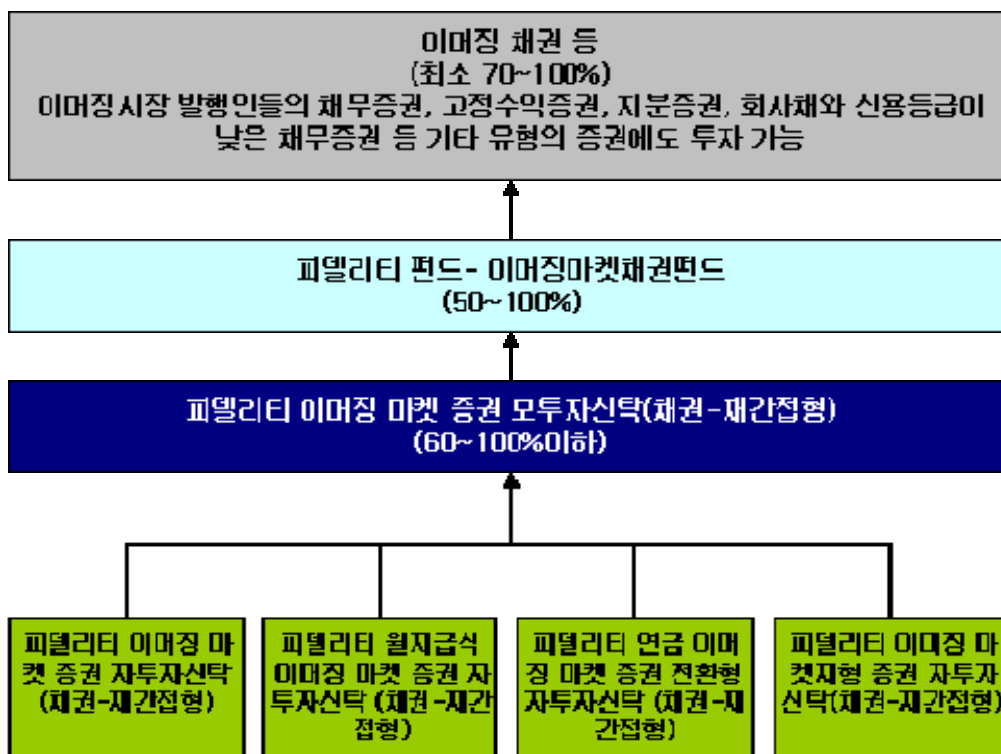 이머징 채권 등
(최소 70~100%)
이머징시장 발행인들의 채무증권, 고정수익증권, 지분증권, 회사채와 신용등급이
낮은 채무증권 등 기타 유형의 증권에도 투자 가능
피델리티 펀드- 이머징마켓채권펀드
(50~100%)
피델리티 이머징 마켓 증권 모투자신탁(채권-재간접형)
(60~100%이하)
피델리티 이머징 마
켓 증권 자투자신탁
(채권-재간접형)
피델리티 월지급식
이머징 마켓 증권 자
투자신탁 (채권-재간
접형)
피델리티 연금 이머
징 마켓 증권 전환형
자투자신탁 (채권-재
간접형)
피델리티 이머징 마
증권 자투자
신탁(채권-재간접형)